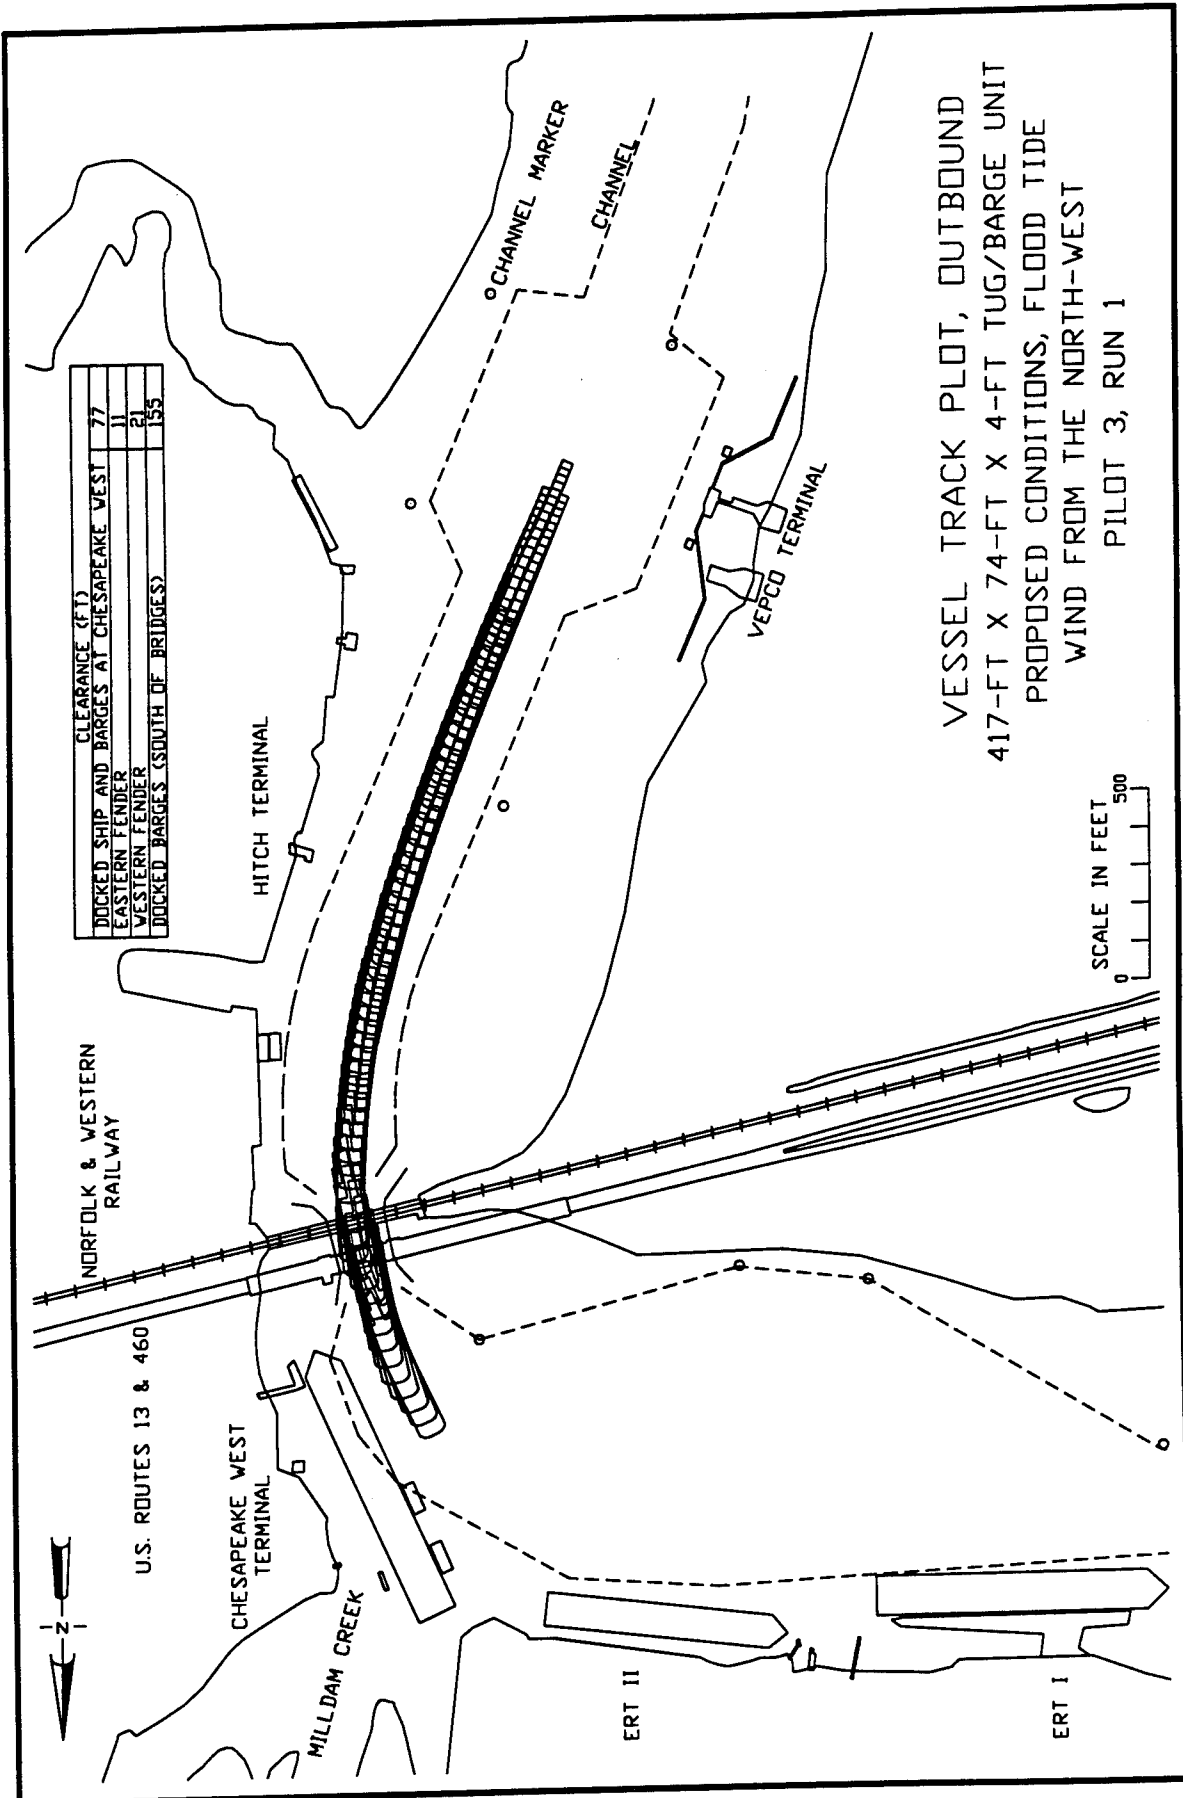 CLEARANCE (FT)
DOCKED SHIP AND BARGES AT CHESAPEAKE WEST 77
EASTERN FENDER 11
WESTERN FENDER 21
DOCKED BARGES (SOUTH OF BRIDGES) 155
N
U.S. ROUTES 13 & 460
NORFOLK & WESTERN
RAILWAY
HITCH TERMINAL
CHESAPEAKE WEST
TERMINAL
MILLDAM CREEK
CHANNEL MARKER
CHANNEL
VEPCO TERMINAL
ERT II
ERT I
SCALE IN FEET
0 500
VESSEL TRACK PLOT, OUTBOUND
417-FT X 74-FT X 4-FT TUG/BARGE UNIT
PROPOSED CONDITIONS, FLOOD TIDE
WIND FROM THE NORTH-WEST
PILOT 3, RUN 1